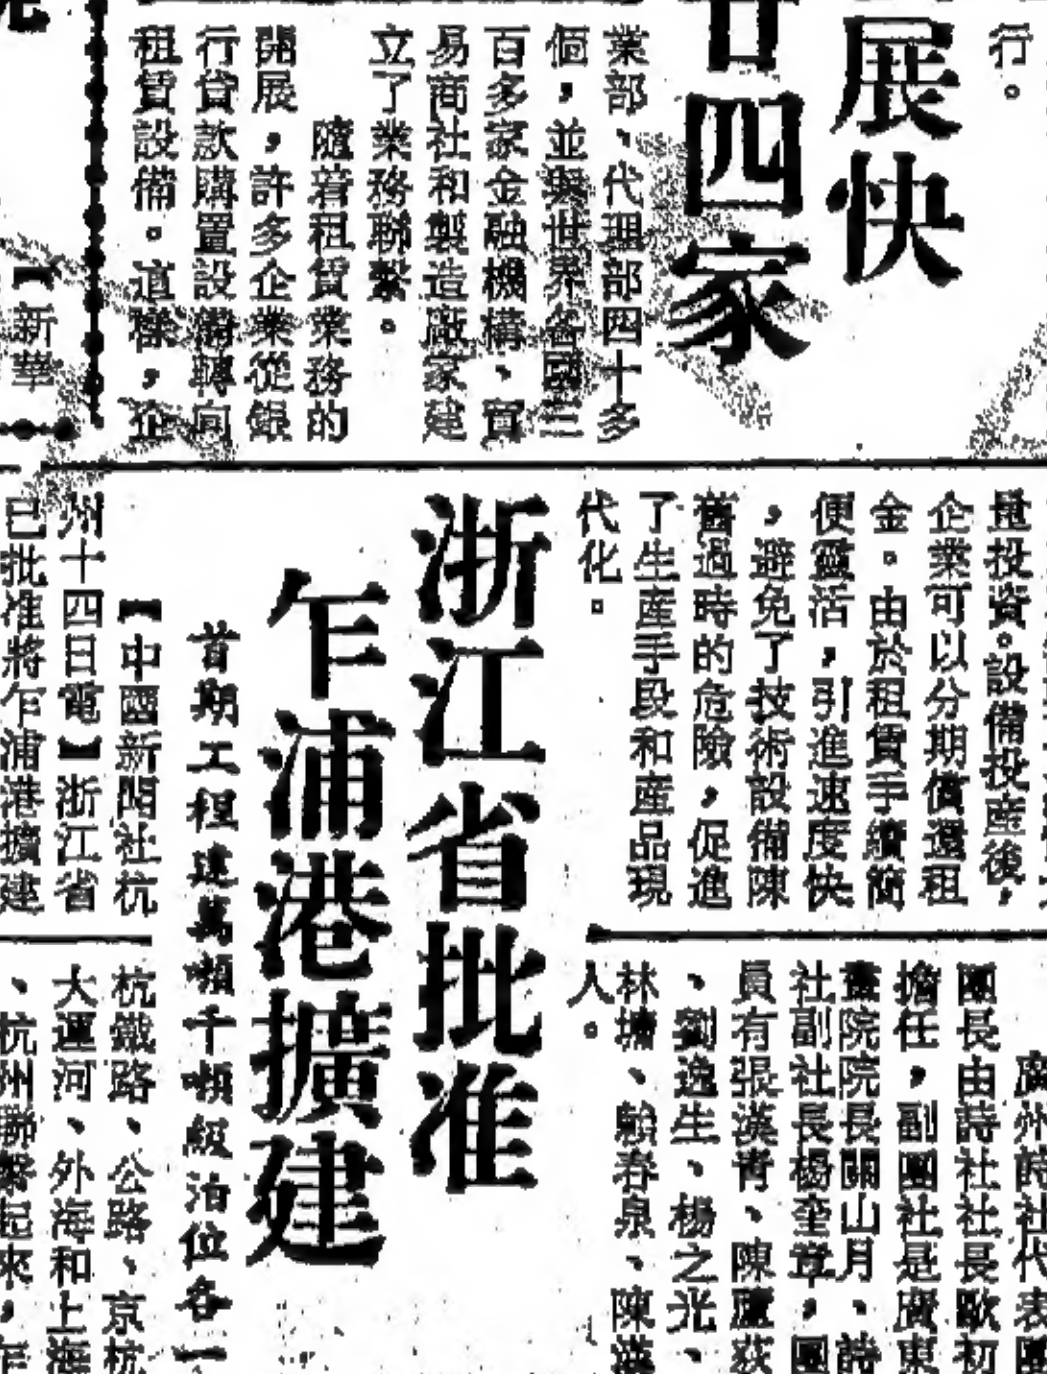 行。
展快
廿四家
業部、代理部四十多
個，並與世界各國三
百多家金融機構、貿
易商社和製造廠家建
立了業務聯繫。
隨着租賃業務的
開展，許多企業從銀
行貸款購置設備轉向
租賃設備。這樣，企
【新華
投資。設備投產後，
企業可以分期償還租
金。由於租賃手續簡
便靈活，引進速度快
，避免了技術設備陳
舊過時的危險，促進
了生產手段和產品現
代化。
浙江省批准
乍浦港擴建
首期工程建萬噸千噸級泊位各一
【中國新聞社杭
州十四日電】浙江省
已批准將乍浦港擴建
廣州詩社代表團
團長由詩社社長歐初
擔任，副團社是廣東
畫院院長關山月、詩
社副社長楊奎章，團
員有張漢青、陳蘆荻
、劉逸生、楊之光、
林墉、春泉、陳
人。
杭鐵路、公路、京杭
大運河、外海和上海
、杭州聯繫起來，乍